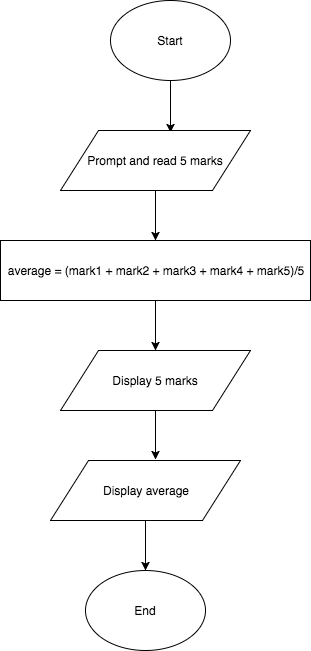 Start
Prompt and read 5 marks
average = (mark1 + mark2 + mark3 + mark4 + mark5)/5
Display 5 marks
Display average
End